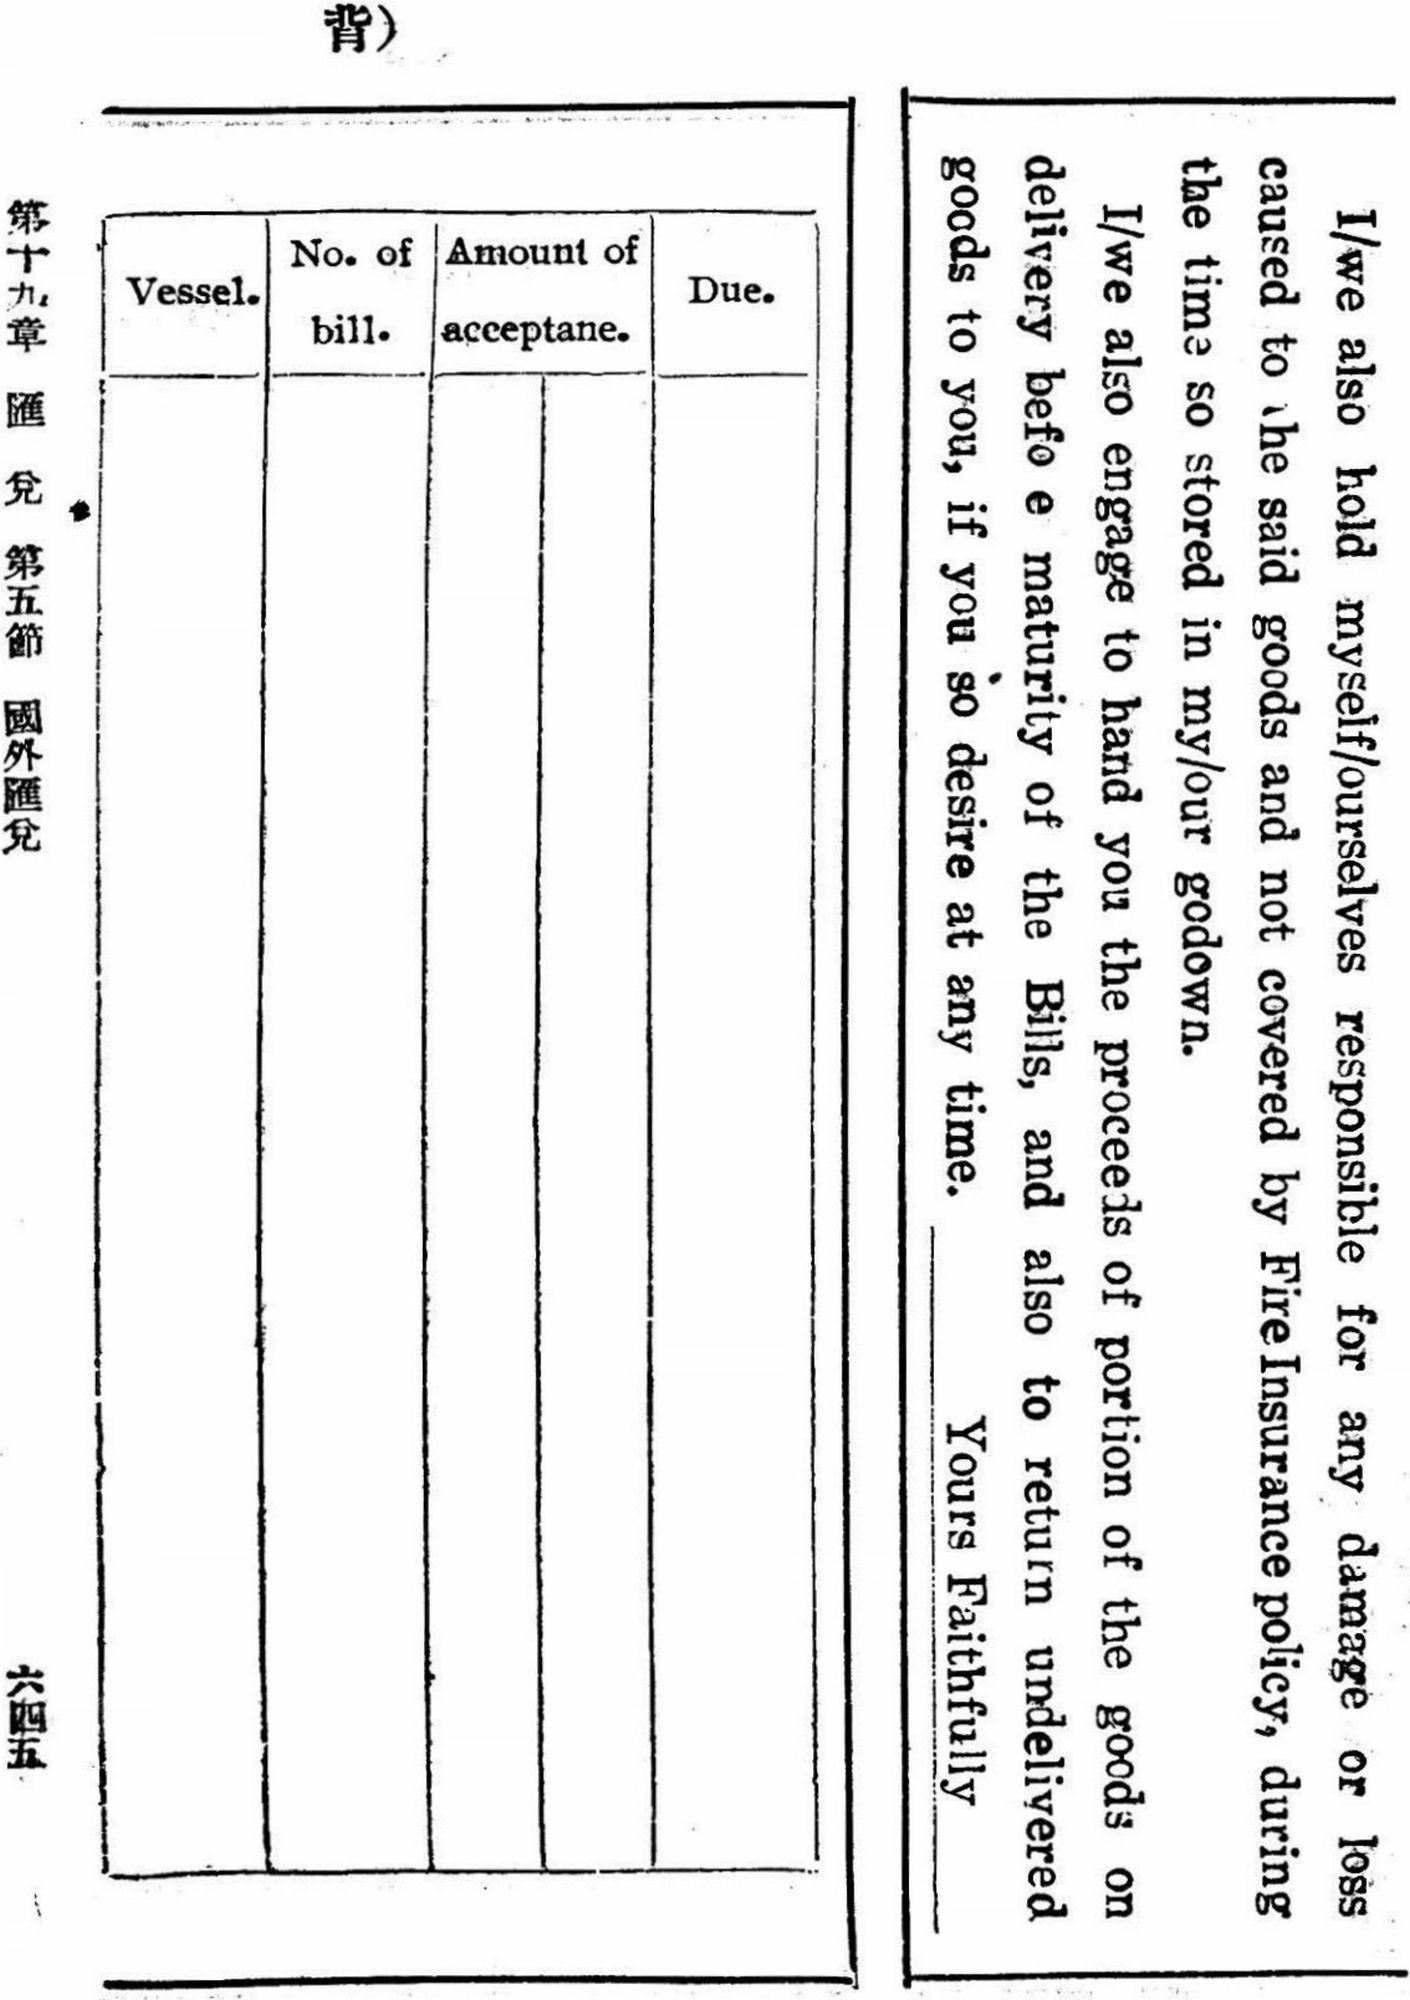 I/we also hold myself/ourselves responsible for any damage or loss
caused to the said goods and not covered by Fire Insurance policy, during
the time so stored in my/our godown.
I/we also engage to hand you the proceeds of portion of the goods on
delivery befo e maturity of the Bills, and also to return undelivered
goods to you, if you so desire at any time.
Yours Faithfully
背)
Vessel.
No. of
bill.
Amount of
acceptane.
Due.
第十九章 匯兌 第五節 國外匯兌
六四五